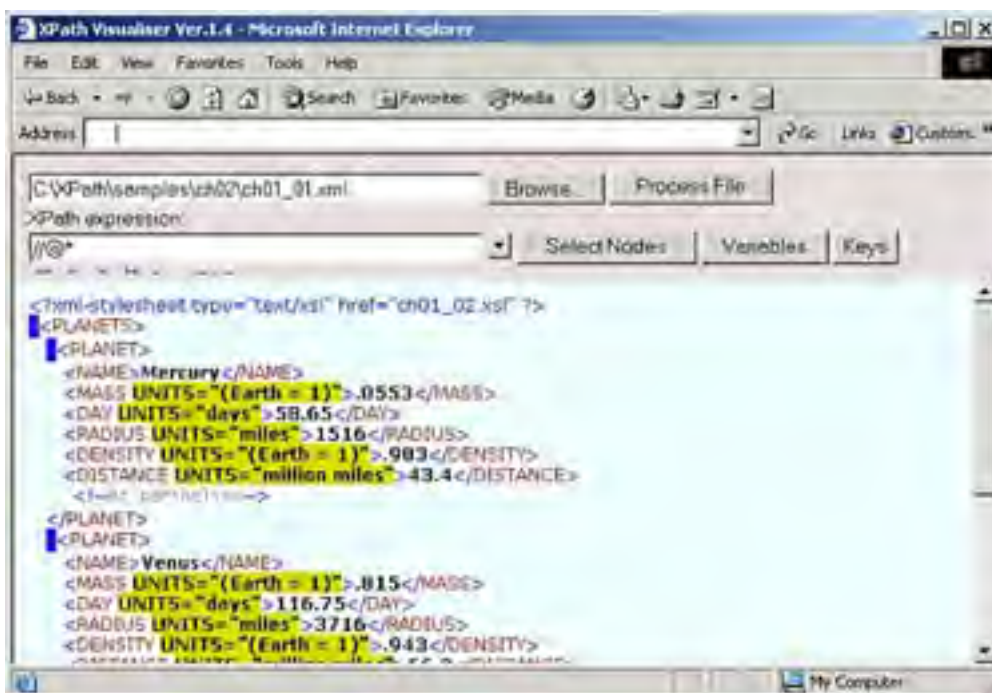 XPath Visualiser Ver.1.4 - Microsoft Internet Explorer
File Edit View Favorites Tools Help
Back Search Favorites Media
Address Go Links Custom
C:\XPath\samples\ch02\ch01_01.xml Browse... Process File
XPath expression:
//@* Select Nodes Variables Keys
<?xml-stylesheet type="text/xsl" href="ch01_02.xsl" ?>
<PLANETS>
<PLANET>
<NAME>Mercury</NAME>
<MASS UNITS="(Earth = 1)">.0553</MASS>
<DAY UNITS="days">58.65</DAY>
<RADIUS UNITS="miles">1516</RADIUS>
<DENSITY UNITS="(Earth = 1)">.983</DENSITY>
<DISTANCE UNITS="million miles">43.4</DISTANCE>
<!--At perihelion-->
</PLANET>
<PLANET>
<NAME>Venus</NAME>
<MASS UNITS="(Earth = 1)">.815</MASS>
<DAY UNITS="days">116.75</DAY>
<RADIUS UNITS="miles">3716</RADIUS>
<DENSITY UNITS="(Earth = 1)">.943</DENSITY>
My Computer